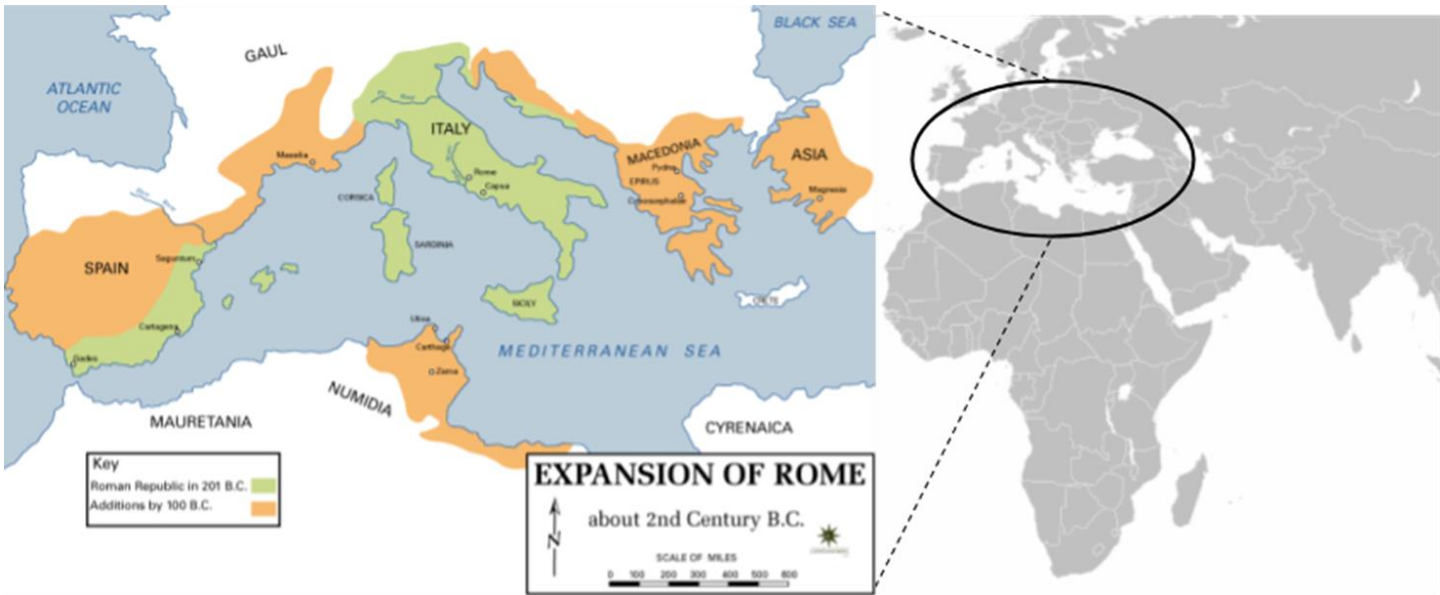 BLACK SEA
GAUL
ATLANTIC
OCEAN
ITALY
MACEDONIA
ASIA
Massilia
Pydna
Rome
EPIRUS
Capua
Magnesia
CORSICA
Cynoscephalae
SPAIN
SARDINIA
Saguntum
CRETE
SICILY
Cartagena
Utica
Carthage
MEDITERRANEAN SEA
Gades
Zama
NUMIDIA
MAURETANIA
CYRENAICA
Key
Roman Republic in 201 B.C.
Additions by 100 B.C.
EXPANSION OF ROME
about 2nd Century B.C.
N
SCALE OF MILES
0 100 200 300 400 500 600